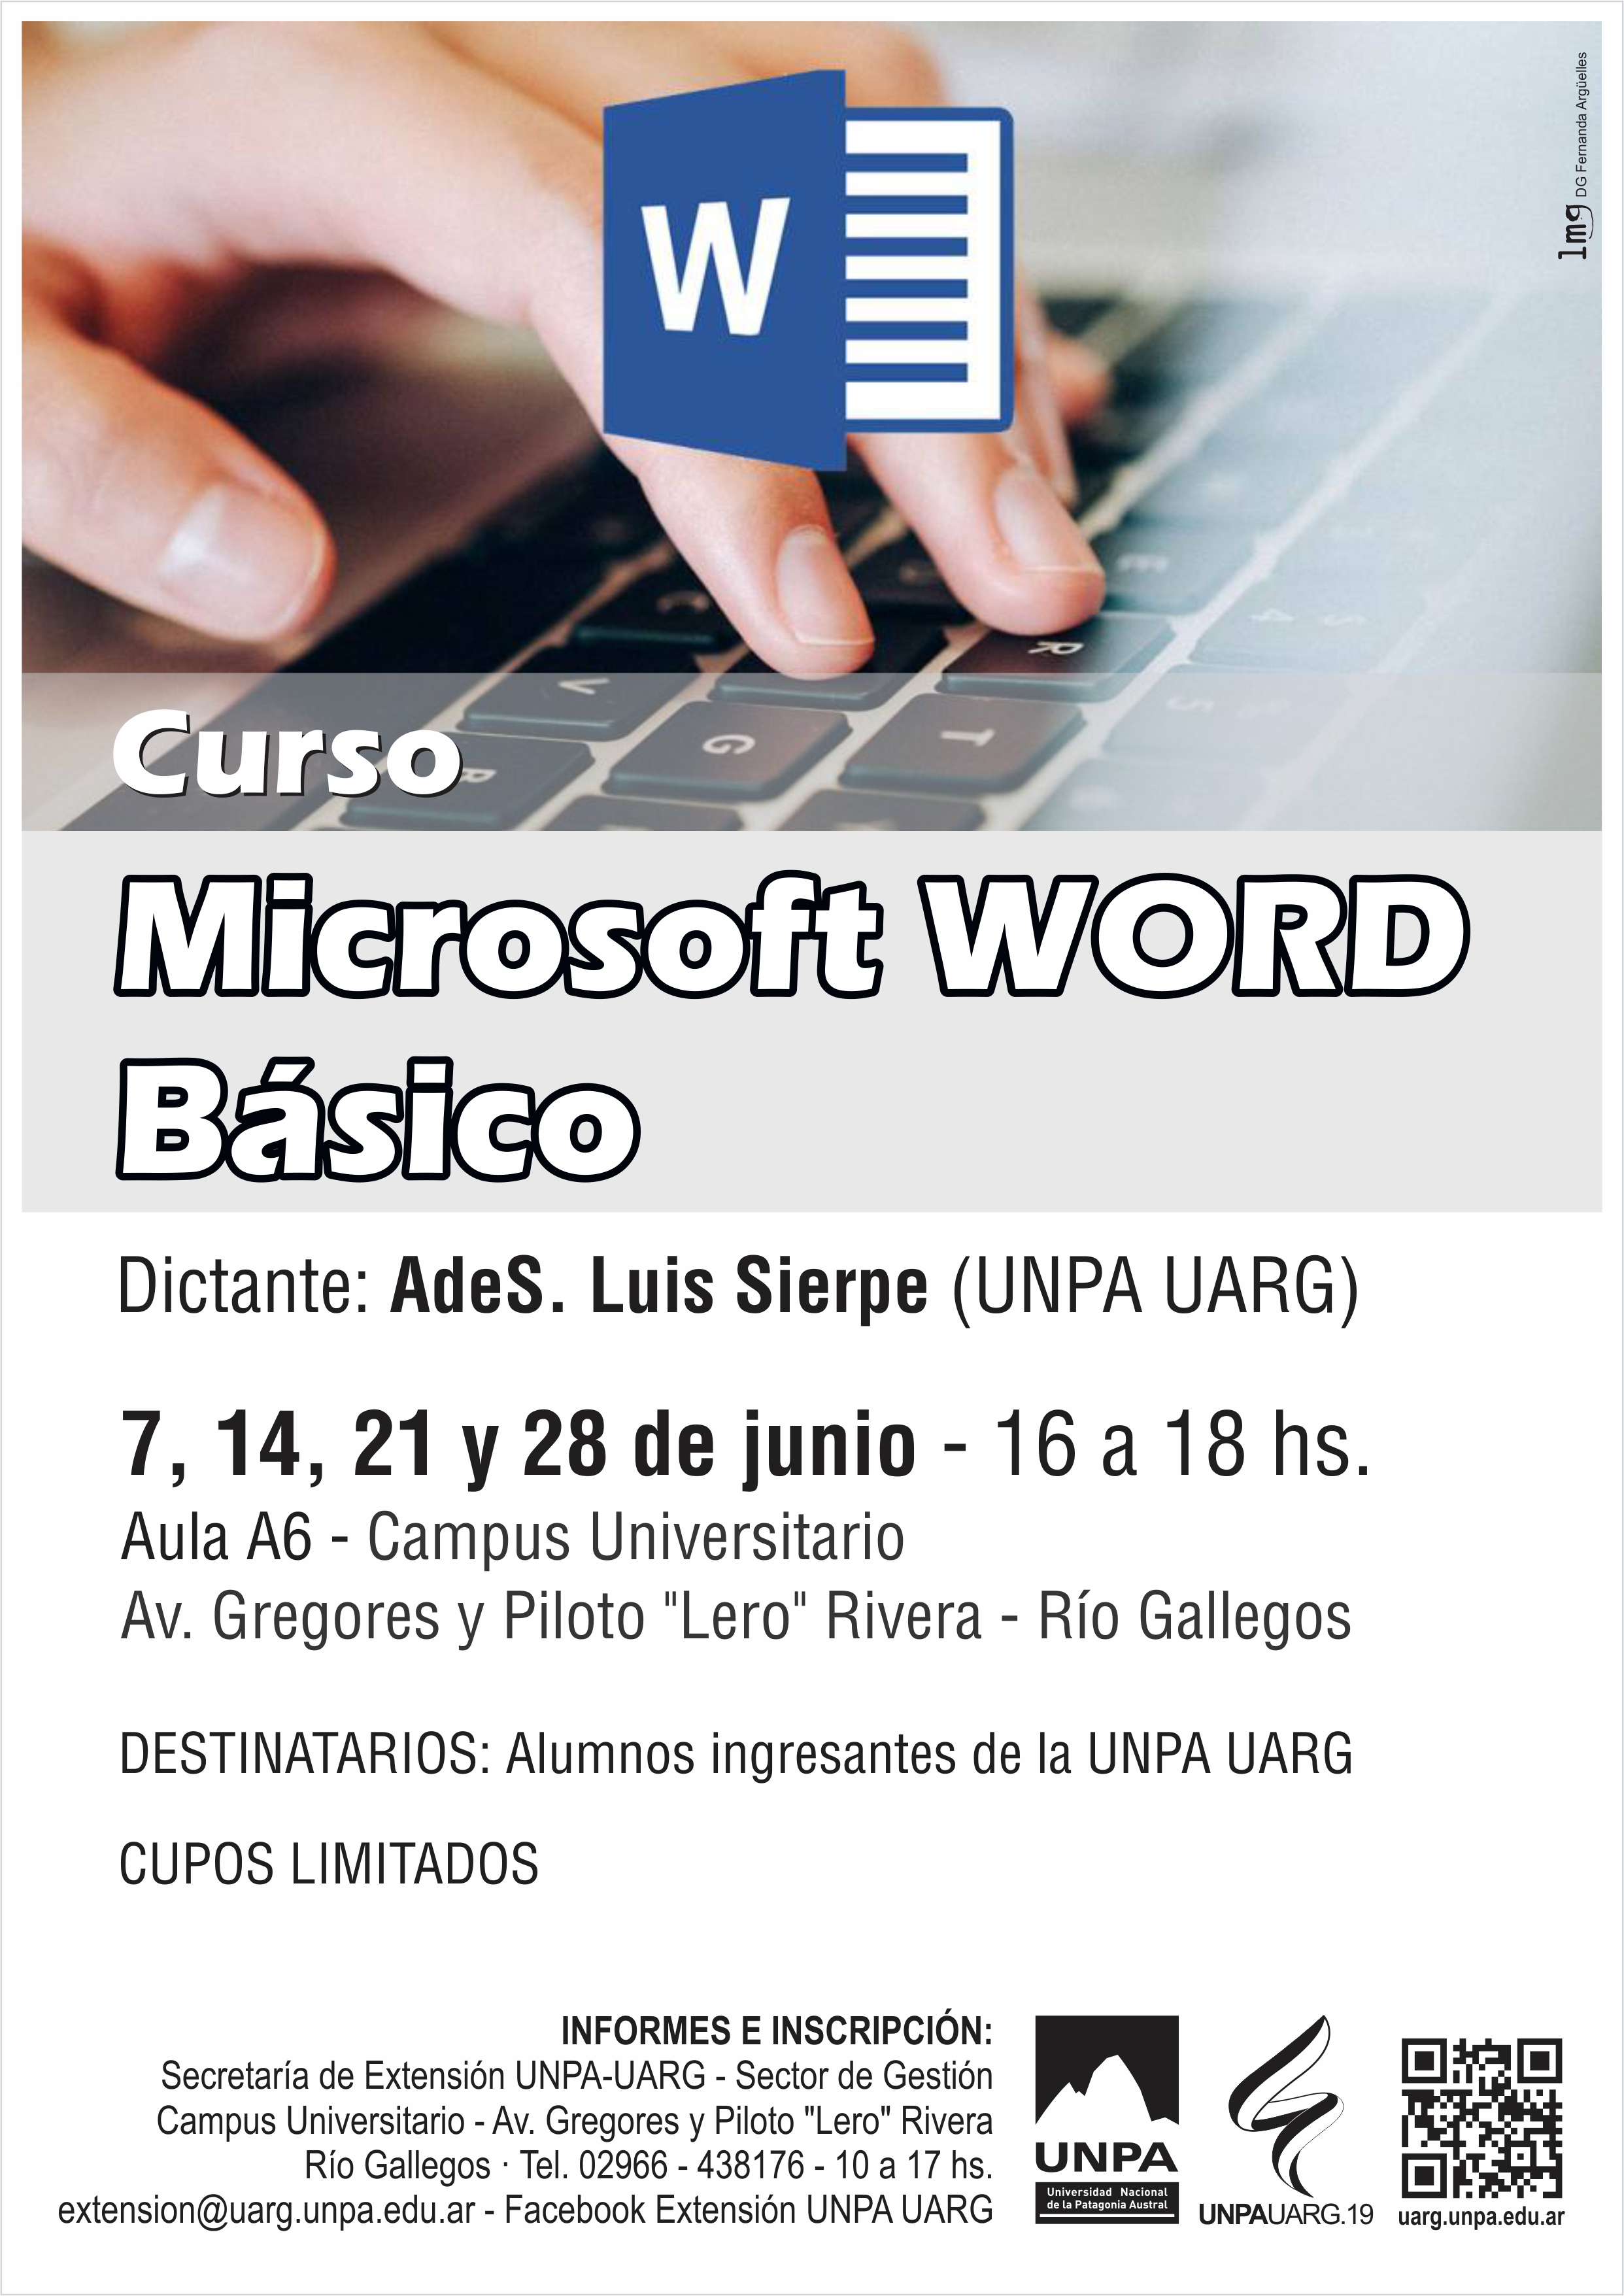 lmg DG Fernanda Argüelles
W
Curso
Microsoft WORD
Básico
Dictante: AdeS. Luis Sierpe (UNPA UARG)
7, 14, 21 y 28 de junio - 16 a 18 hs.
Aula A6 - Campus Universitario
Av. Gregores y Piloto "Lero" Rivera - Río Gallegos
DESTINATARIOS: Alumnos ingresantes de la UNPA UARG
CUPOS LIMITADOS
INFORMES E INSCRIPCIÓN:
Secretaría de Extensión UNPA-UARG - Sector de Gestión
Campus Universitario - Av. Gregores y Piloto "Lero" Rivera
Río Gallegos · Tel. 02966 - 438176 - 10 a 17 hs.
extension@uarg.unpa.edu.ar - Facebook Extensión UNPA UARG
UNPA
Universidad Nacional
de la Patagonia Austral
UNPAUARG.19
uarg.unpa.edu.ar